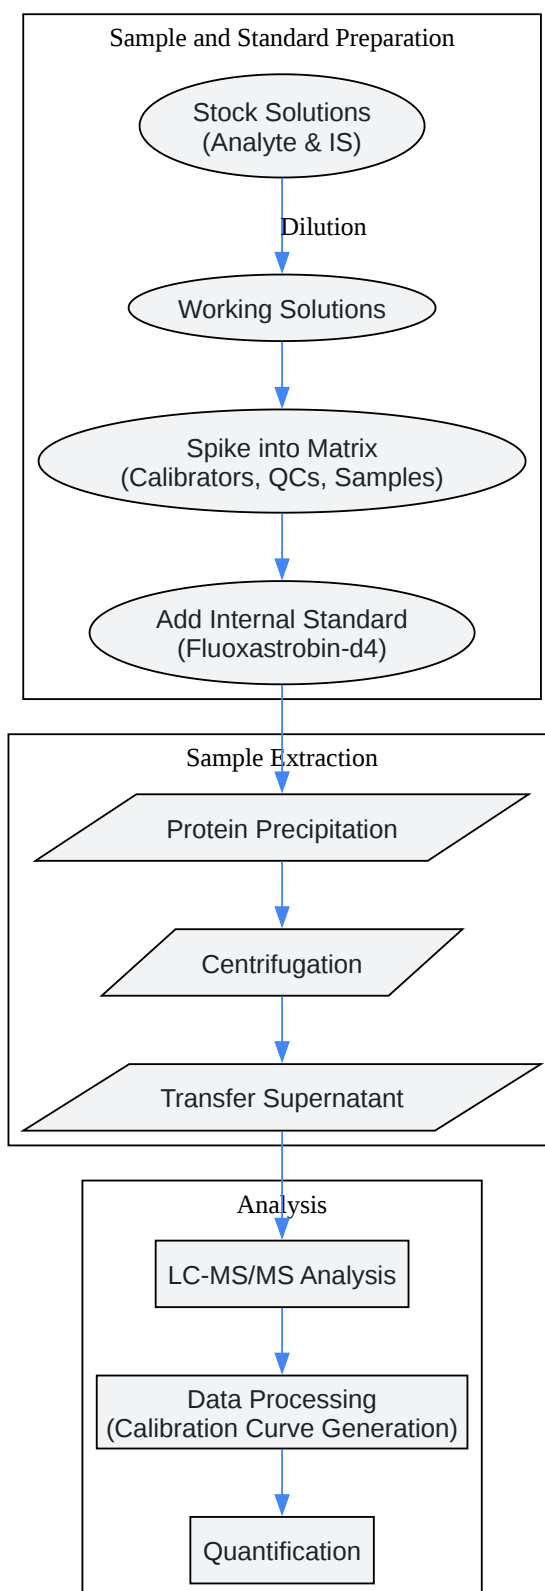 Sample and Standard Preparation
Stock Solutions
(Analyte & IS)
Dilution
Working Solutions
Spike into Matrix
(Calibrators, QCs, Samples)
Add Internal Standard
(Fluoxastrobin-d4)
Sample Extraction
Protein Precipitation
Centrifugation
Transfer Supernatant
Analysis
LC-MS/MS Analysis
Data Processing
(Calibration Curve Generation)
Quantification